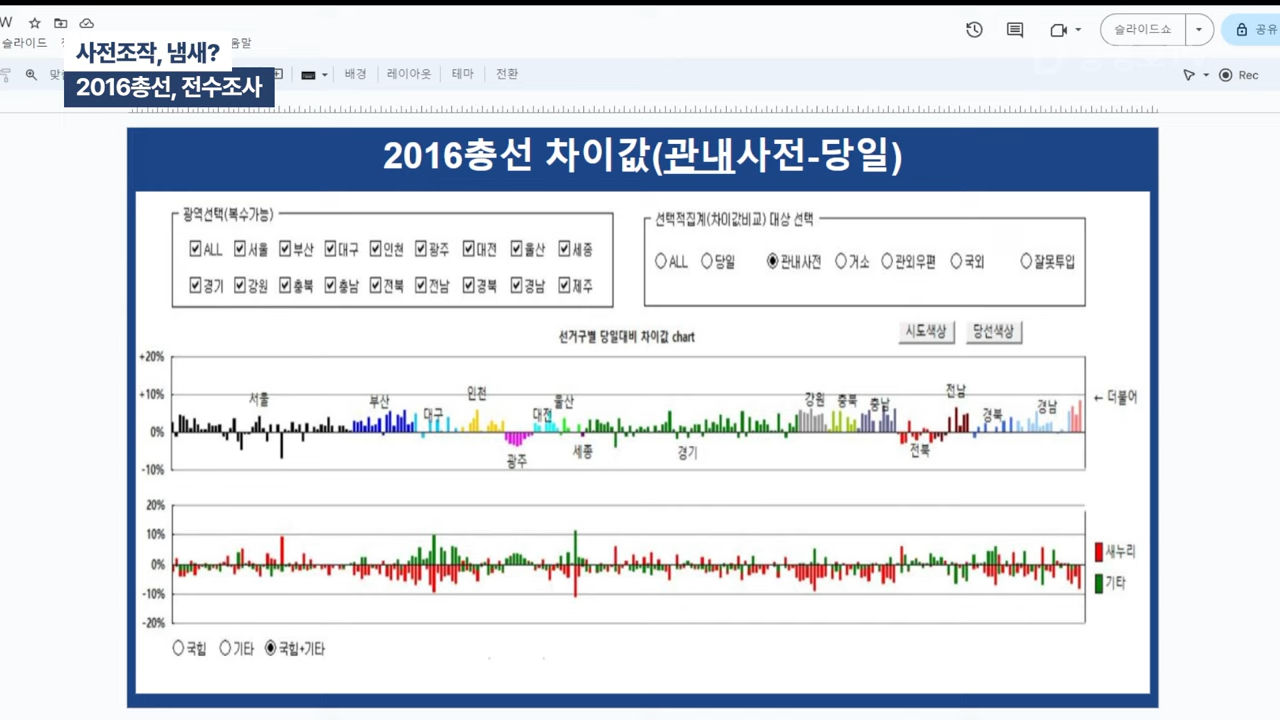 W
슬라이드
움말
사전조작, 냄새?
2016총선, 전수조사
슬라이드쇼
공유
배경
레이아웃
테마
전환
Rec
2016총선 차이값(관내사전-당일)
광역선택(복수가능)
ALL 서울 부산 대구 인천 광주 대전 울산 세종
경기 강원 충북 충남 전북 전남 경북 경남 제주
선택적집계(차이값비교) 대상 선택
ALL 당일 관내사전 거소 관외우편 국외 잘못투입
선거구별 당일대비 차이값 chart
시도색상 당선색상
+20%
+10%
0%
-10%
서울 부산 대구 인천 대전 울산 강원 충북 충남 전남 경북 경남
광주 세종 경기 전북
← 더불어
20%
10%
0%
-10%
-20%
새누리
기타
국힘 기타 국힘+기타